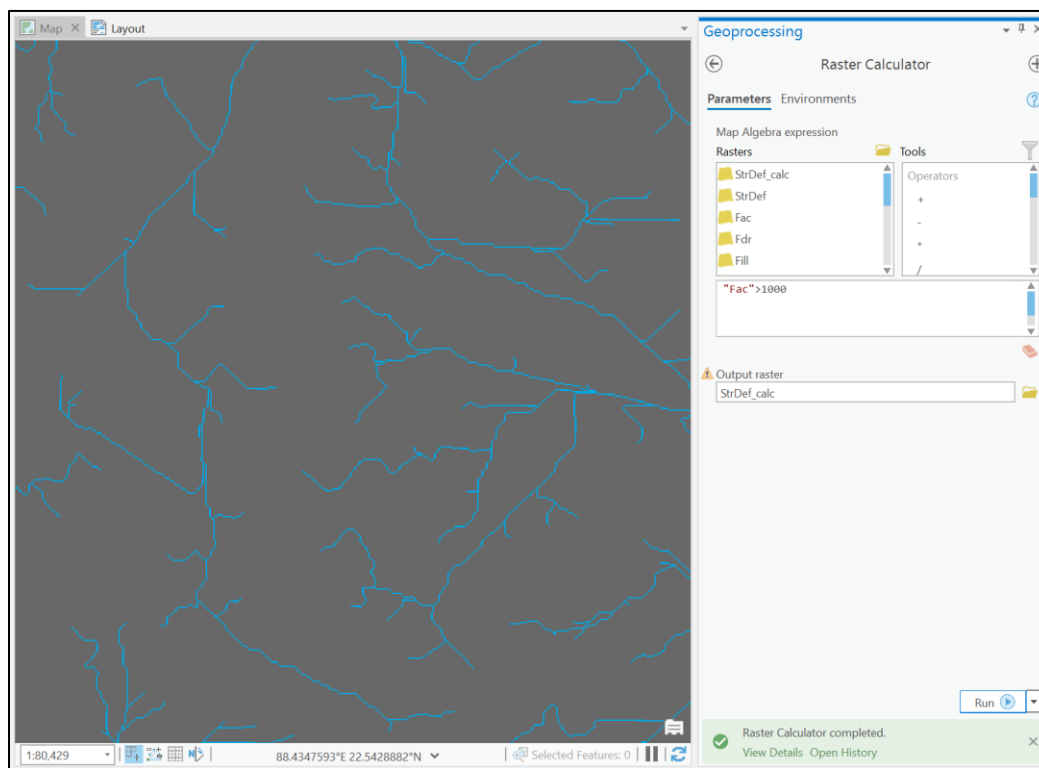 Map
Layout
Geoprocessing
Raster Calculator
Parameters Environments
Map Algebra expression
Rasters
Tools
StrDef_calc
StrDef
Fac
Fdr
Fill
Operators
+
-
*
/
"Fac">1000
Output raster
StrDef_calc
Run
Raster Calculator completed.
View Details Open History
1:80,429
88.4347593°E 22.5428882°N
Selected Features: 0